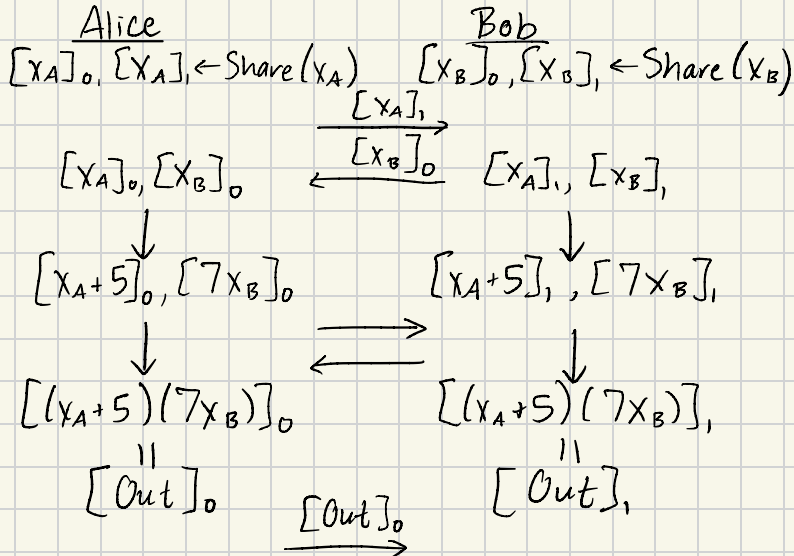 Alice Bob
[x_A]_0, [x_A]_1 ← Share(x_A) [x_B]_0, [x_B]_1 ← Share(x_B)
[x_A]_1
→
[x_B]_0
←
[x_A]_0, [x_B]_0 [x_A]_1, [x_B]_1
↓ ↓
[x_A+5]_0, [7x_B]_0 [x_A+5]_1, [7x_B]_1
→
←
↓ ↓
[(x_A+5)(7x_B)]_0 [(x_A+5)(7x_B)]_1
= =
[Out]_0 [Out]_1
[Out]_0
→